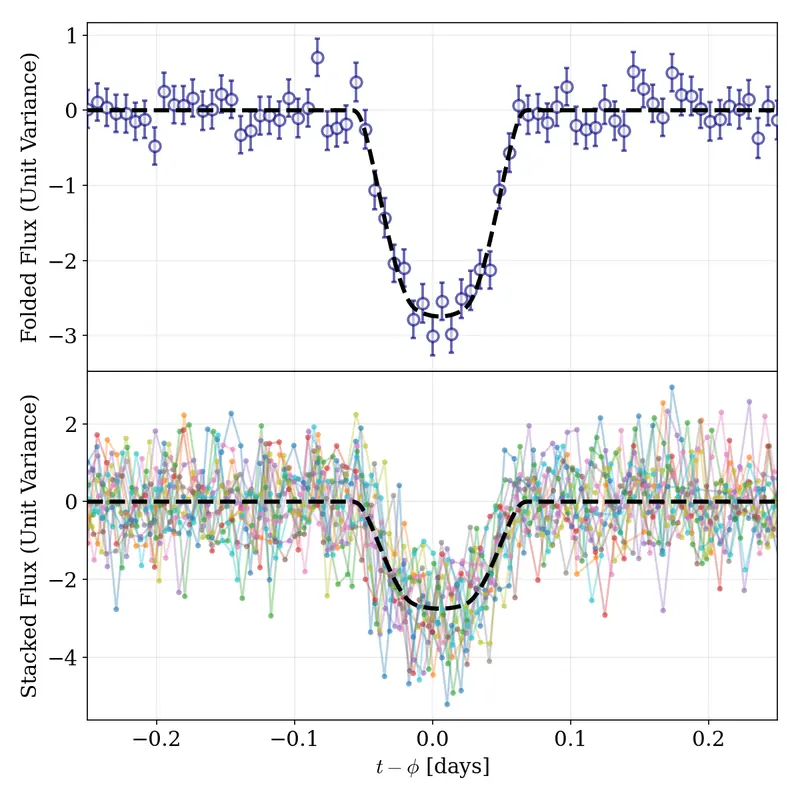 Folded Flux (Unit Variance)
1
0
−1
−2
−3
Stacked Flux (Unit Variance)
2
0
−2
−4
−0.2 −0.1 0.0 0.1 0.2
t − ϕ [days]